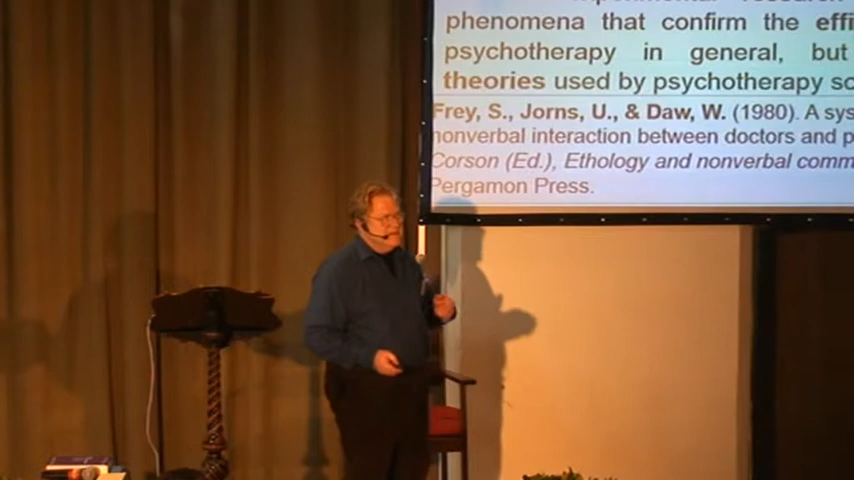 phenomena that confirm the
psychotherapy in general, but
theories used by psychotherapy
Frey, S., Jorns, U., & Daw, W. (1980). A
nonverbal interaction between doctors and
Corson (Ed.), Ethology and nonverbal
Pergamon Press.